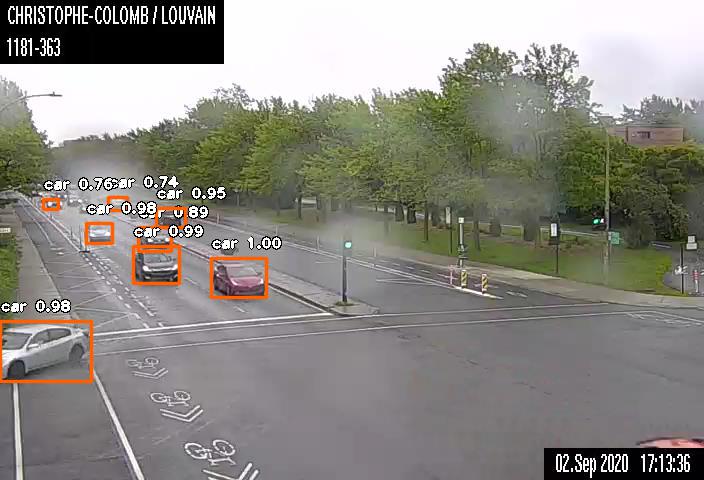 CHRISTOPHE-COLOMB / LOUVAIN
1181-363
car 0.76
car 0.74
car 0.95
car 0.98
car 0.89
car 0.99
car 1.00
car 0.98
02.Sep 2020 17:13:36